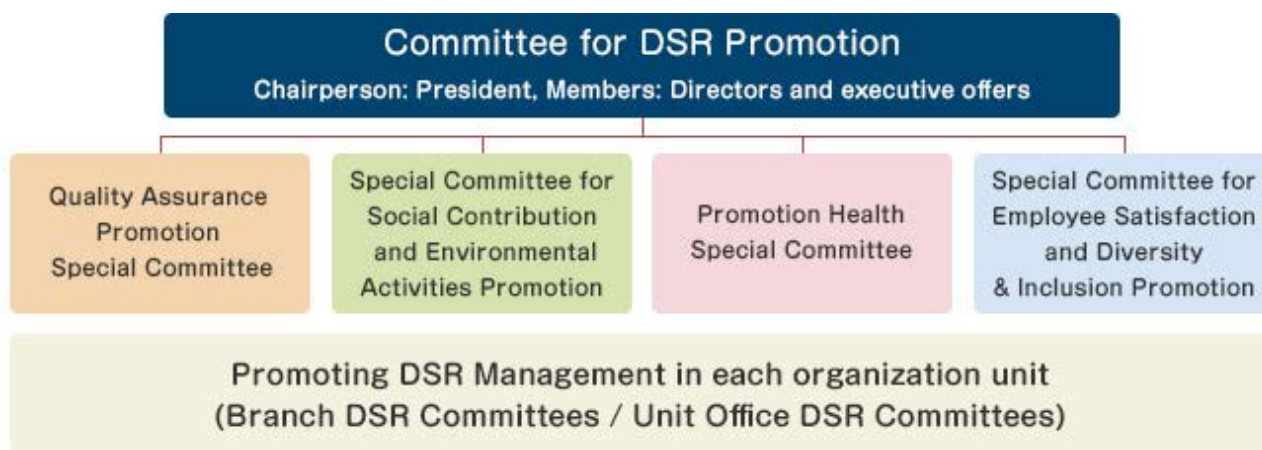 Committee for DSR Promotion
Chairperson: President, Members: Directors and executive offers
Quality Assurance
Promotion
Special Committee
Special Committee for
Social Contribution
and Environmental
Activities Promotion
Promotion Health
Special Committee
Special Committee for
Employee Satisfaction
and Diversity
& Inclusion Promotion
Promoting DSR Management in each organization unit
(Branch DSR Committees / Unit Office DSR Committees)